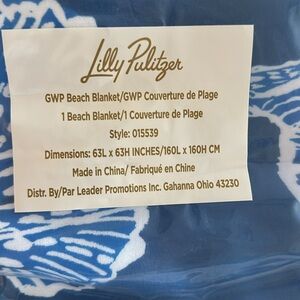 Lilly Pulitzer
GWP Beach Blanket/GWP Couverture de Plage
1 Beach Blanket/1 Couverture de Plage
Style: 015539
Dimensions: 63L x 63H INCHES/160L x 160H CM
Made in China/ Fabriqué en Chine
Distr. By/Par Leader Promotions Inc. Gahanna Ohio 43230